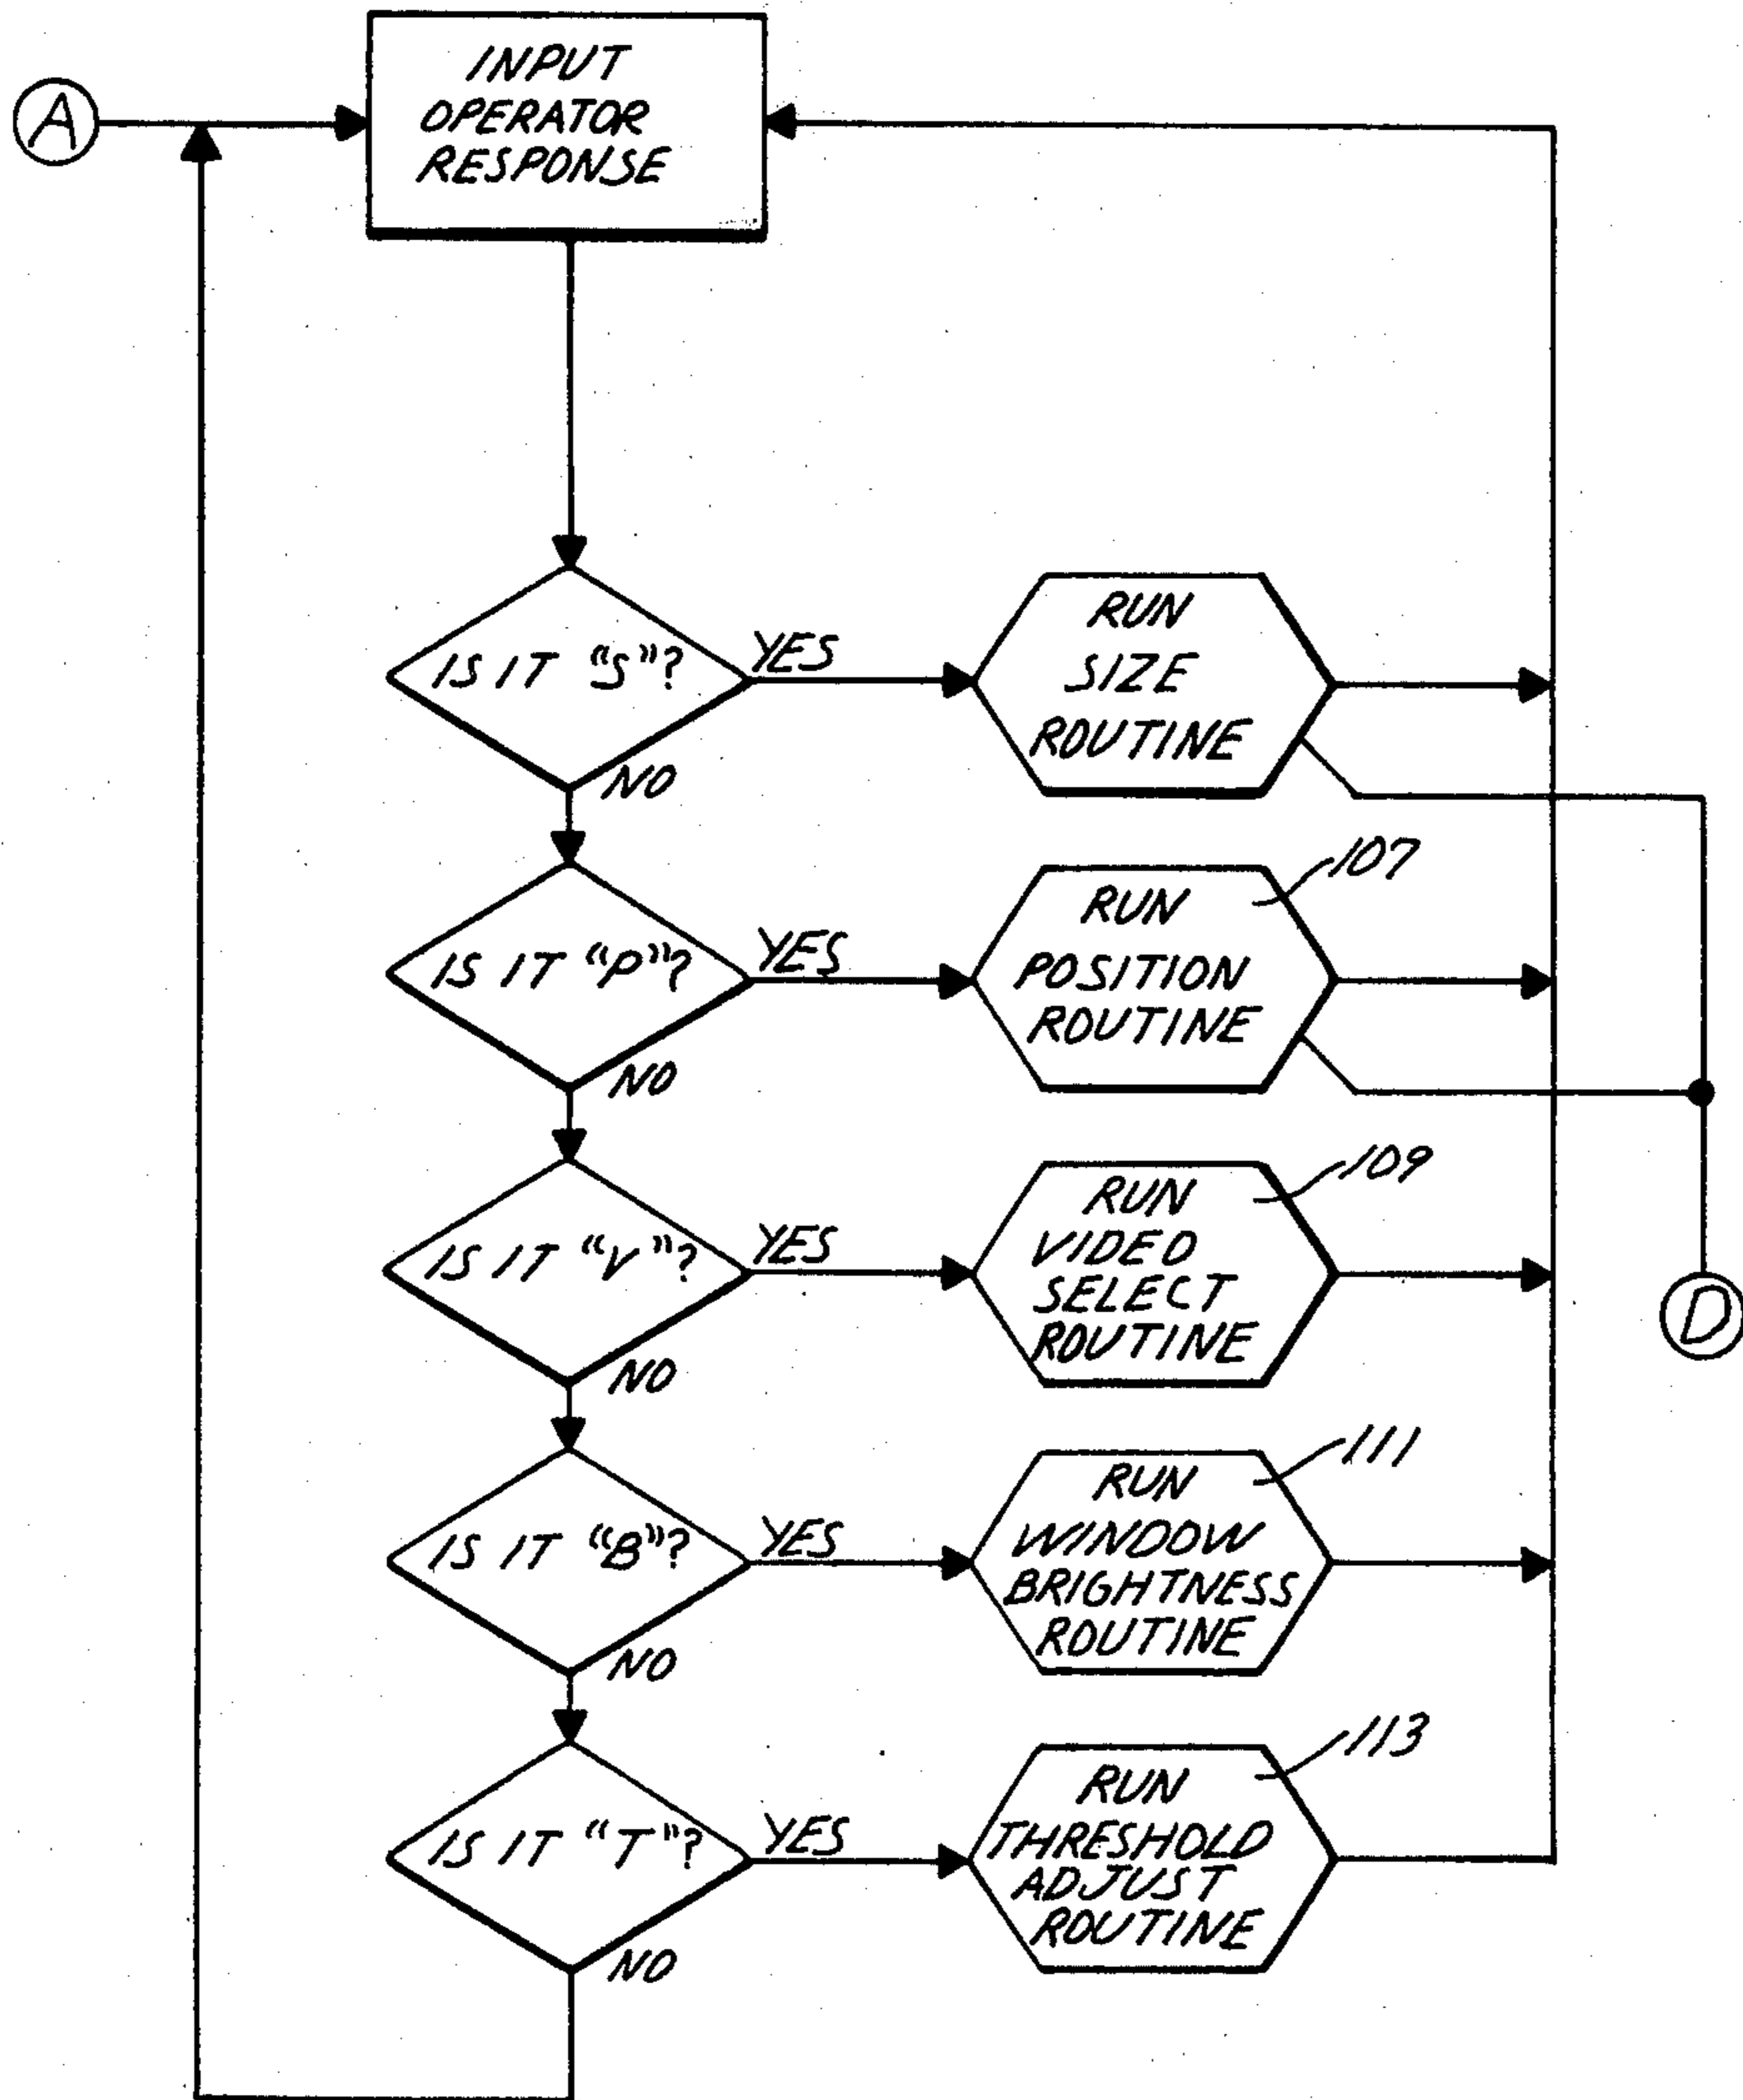 A
INPUT
OPERATOR
RESPONSE
IS IT "S"?
YES
NO
RUN
SIZE
ROUTINE
IS IT "P"?
YES
NO
RUN
POSITION
ROUTINE
107
IS IT "V"?
YES
NO
RUN
VIDEO
SELECT
ROUTINE
109
D
IS IT "B"?
YES
NO
RUN
WINDOW
BRIGHTNESS
ROUTINE
111
IS IT "T"?
YES
NO
RUN
THRESHOLD
ADJUST
ROUTINE
113